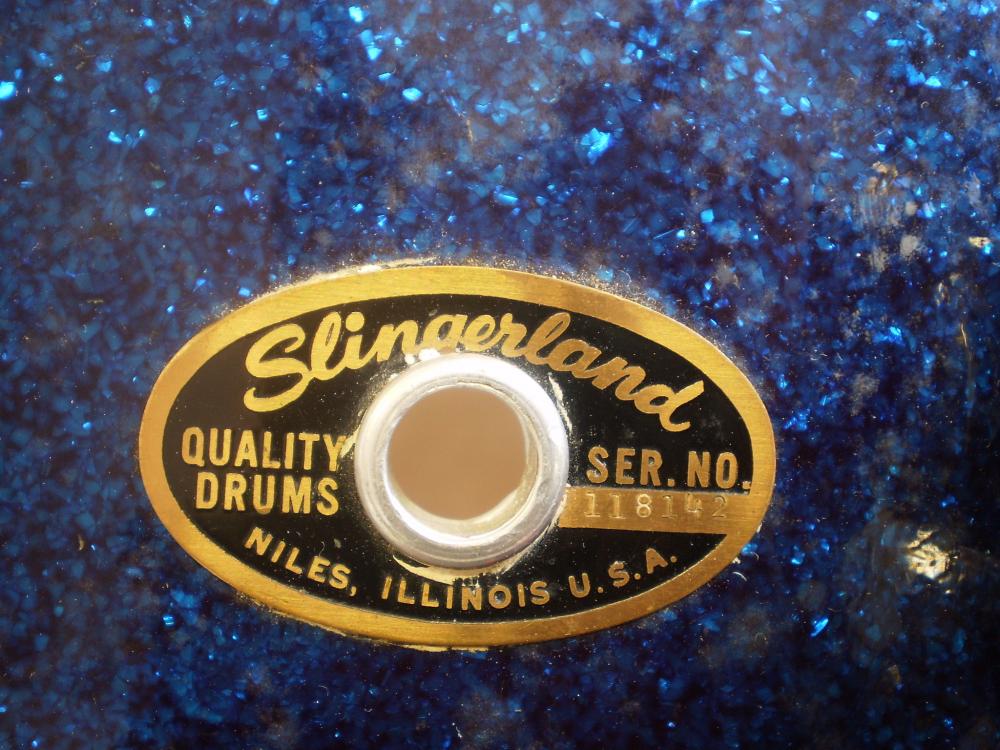 Slingerland
QUALITY
DRUMS
SER. NO.
118142
NILES, ILLINOIS U.S.A.